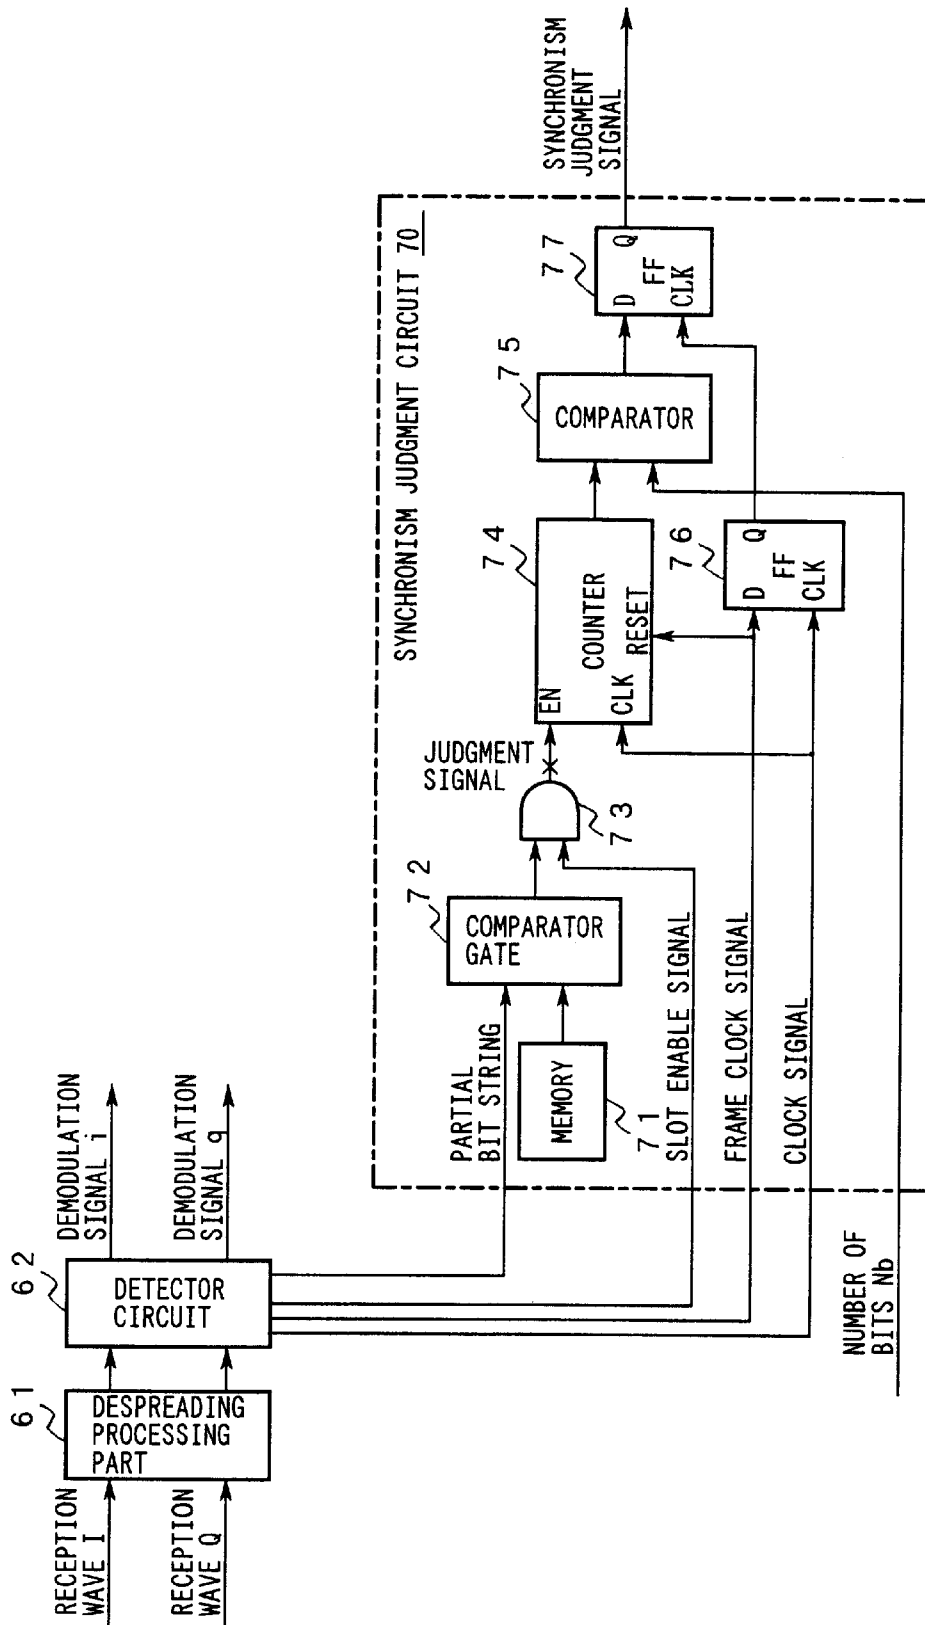 RECEPTION
WAVE I
RECEPTION
WAVE Q
61
DESPREADING
PROCESSING
PART
62
DETECTOR
CIRCUIT
DEMODULATION
SIGNAL i
DEMODULATION
SIGNAL q
SYNCHRONISM JUDGMENT CIRCUIT 70
PARTIAL
BIT STRING
MEMORY
71
72
COMPARATOR
GATE
73
JUDGMENT
SIGNAL
74
EN
COUNTER
CLK
RESET
75
COMPARATOR
76
D
Q
FF
CLK
77
D
Q
FF
CLK
SYNCHRONISM
JUDGMENT
SIGNAL
SLOT ENABLE SIGNAL
FRAME CLOCK SIGNAL
CLOCK SIGNAL
NUMBER OF
BITS Nb